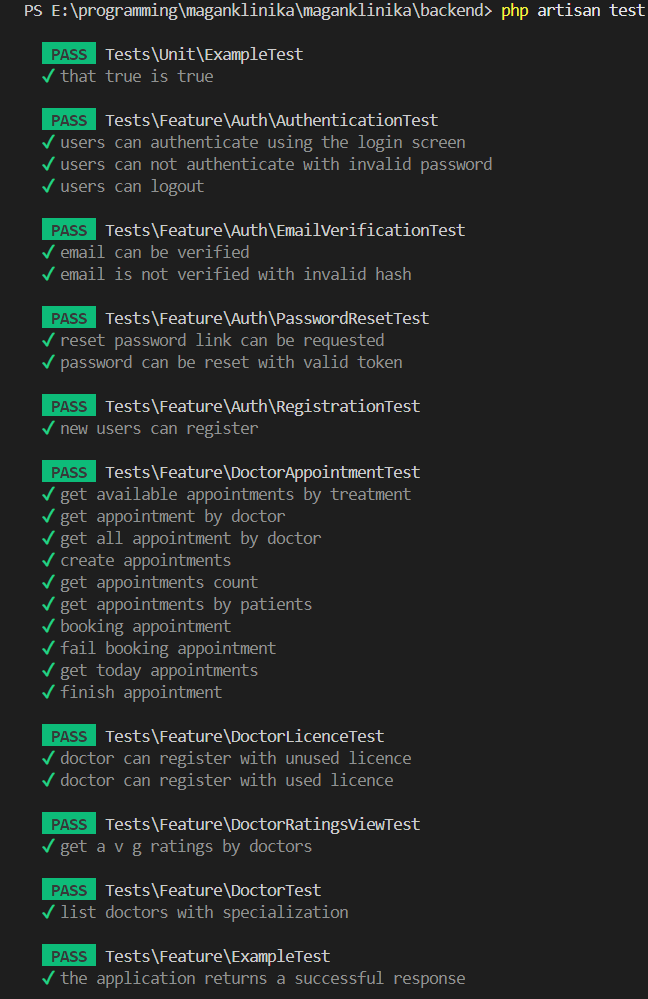 PS E:\programming\maganklinika\maganklinika\backend> php artisan test
PASS Tests\Unit\ExampleTest
✓ that true is true
PASS Tests\Feature\Auth\AuthenticationTest
✓ users can authenticate using the login screen
✓ users can not authenticate with invalid password
✓ users can logout
PASS Tests\Feature\Auth\EmailVerificationTest
✓ email can be verified
✓ email is not verified with invalid hash
PASS Tests\Feature\Auth\PasswordResetTest
✓ reset password link can be requested
✓ password can be reset with valid token
PASS Tests\Feature\Auth\RegistrationTest
✓ new users can register
PASS Tests\Feature\DoctorAppointmentTest
✓ get available appointments by treatment
✓ get appointment by doctor
✓ get all appointment by doctor
✓ create appointments
✓ get appointments count
✓ get appointments by patients
✓ booking appointment
✓ fail booking appointment
✓ get today appointments
✓ finish appointment
PASS Tests\Feature\DoctorLicenceTest
✓ doctor can register with unused licence
✓ doctor can register with used licence
PASS Tests\Feature\DoctorRatingsViewTest
✓ get a v g ratings by doctors
PASS Tests\Feature\DoctorTest
✓ list doctors with specialization
PASS Tests\Feature\ExampleTest
✓ the application returns a successful response